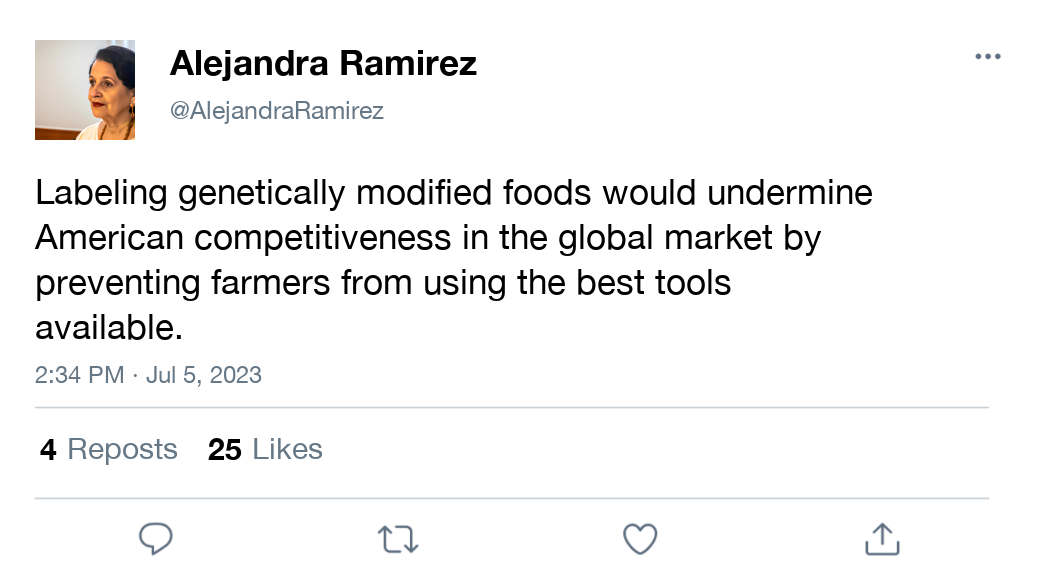 Alejandra Ramirez
@AlejandraRamirez
Labeling genetically modified foods would undermine
American competitiveness in the global market by
preventing farmers from using the best tools
available.
2:34 PM · Jul 5, 2023
4 Reposts 25 Likes